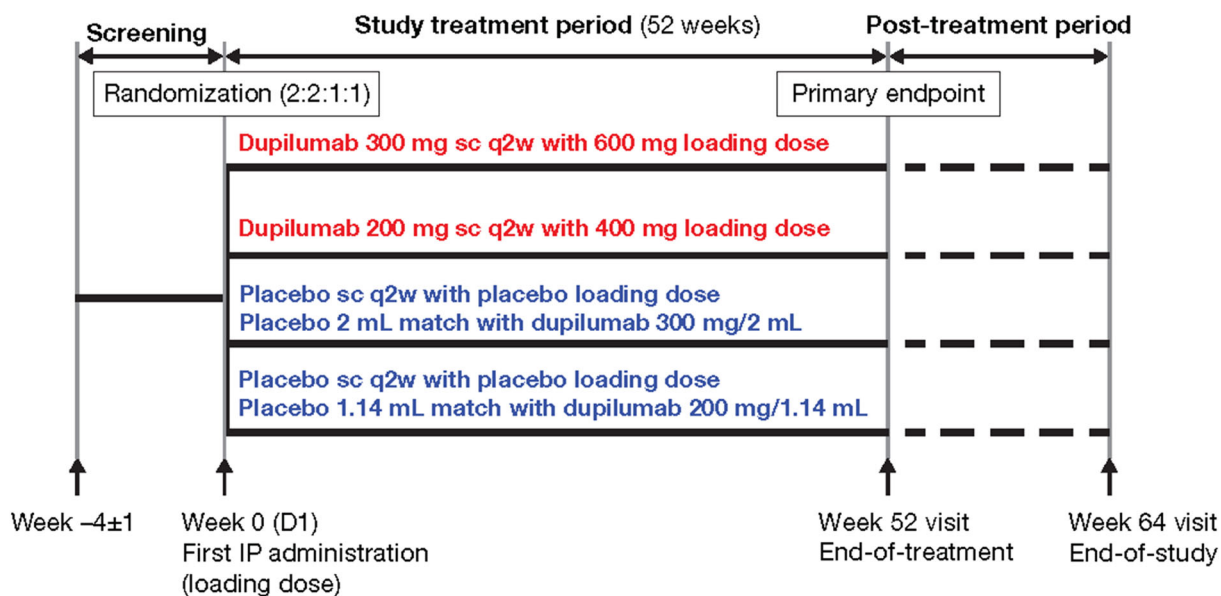 Screening
Study treatment period (52 weeks)
Post-treatment period
Randomization (2:2:1:1)
Primary endpoint
Dupilumab 300 mg sc q2w with 600 mg loading dose
Dupilumab 200 mg sc q2w with 400 mg loading dose
Placebo sc q2w with placebo loading dose
Placebo 2 mL match with dupilumab 300 mg/2 mL
Placebo sc q2w with placebo loading dose
Placebo 1.14 mL match with dupilumab 200 mg/1.14 mL
Week –4±1
Week 0 (D1)
First IP administration
(loading dose)
Week 52 visit
End-of-treatment
Week 64 visit
End-of-study